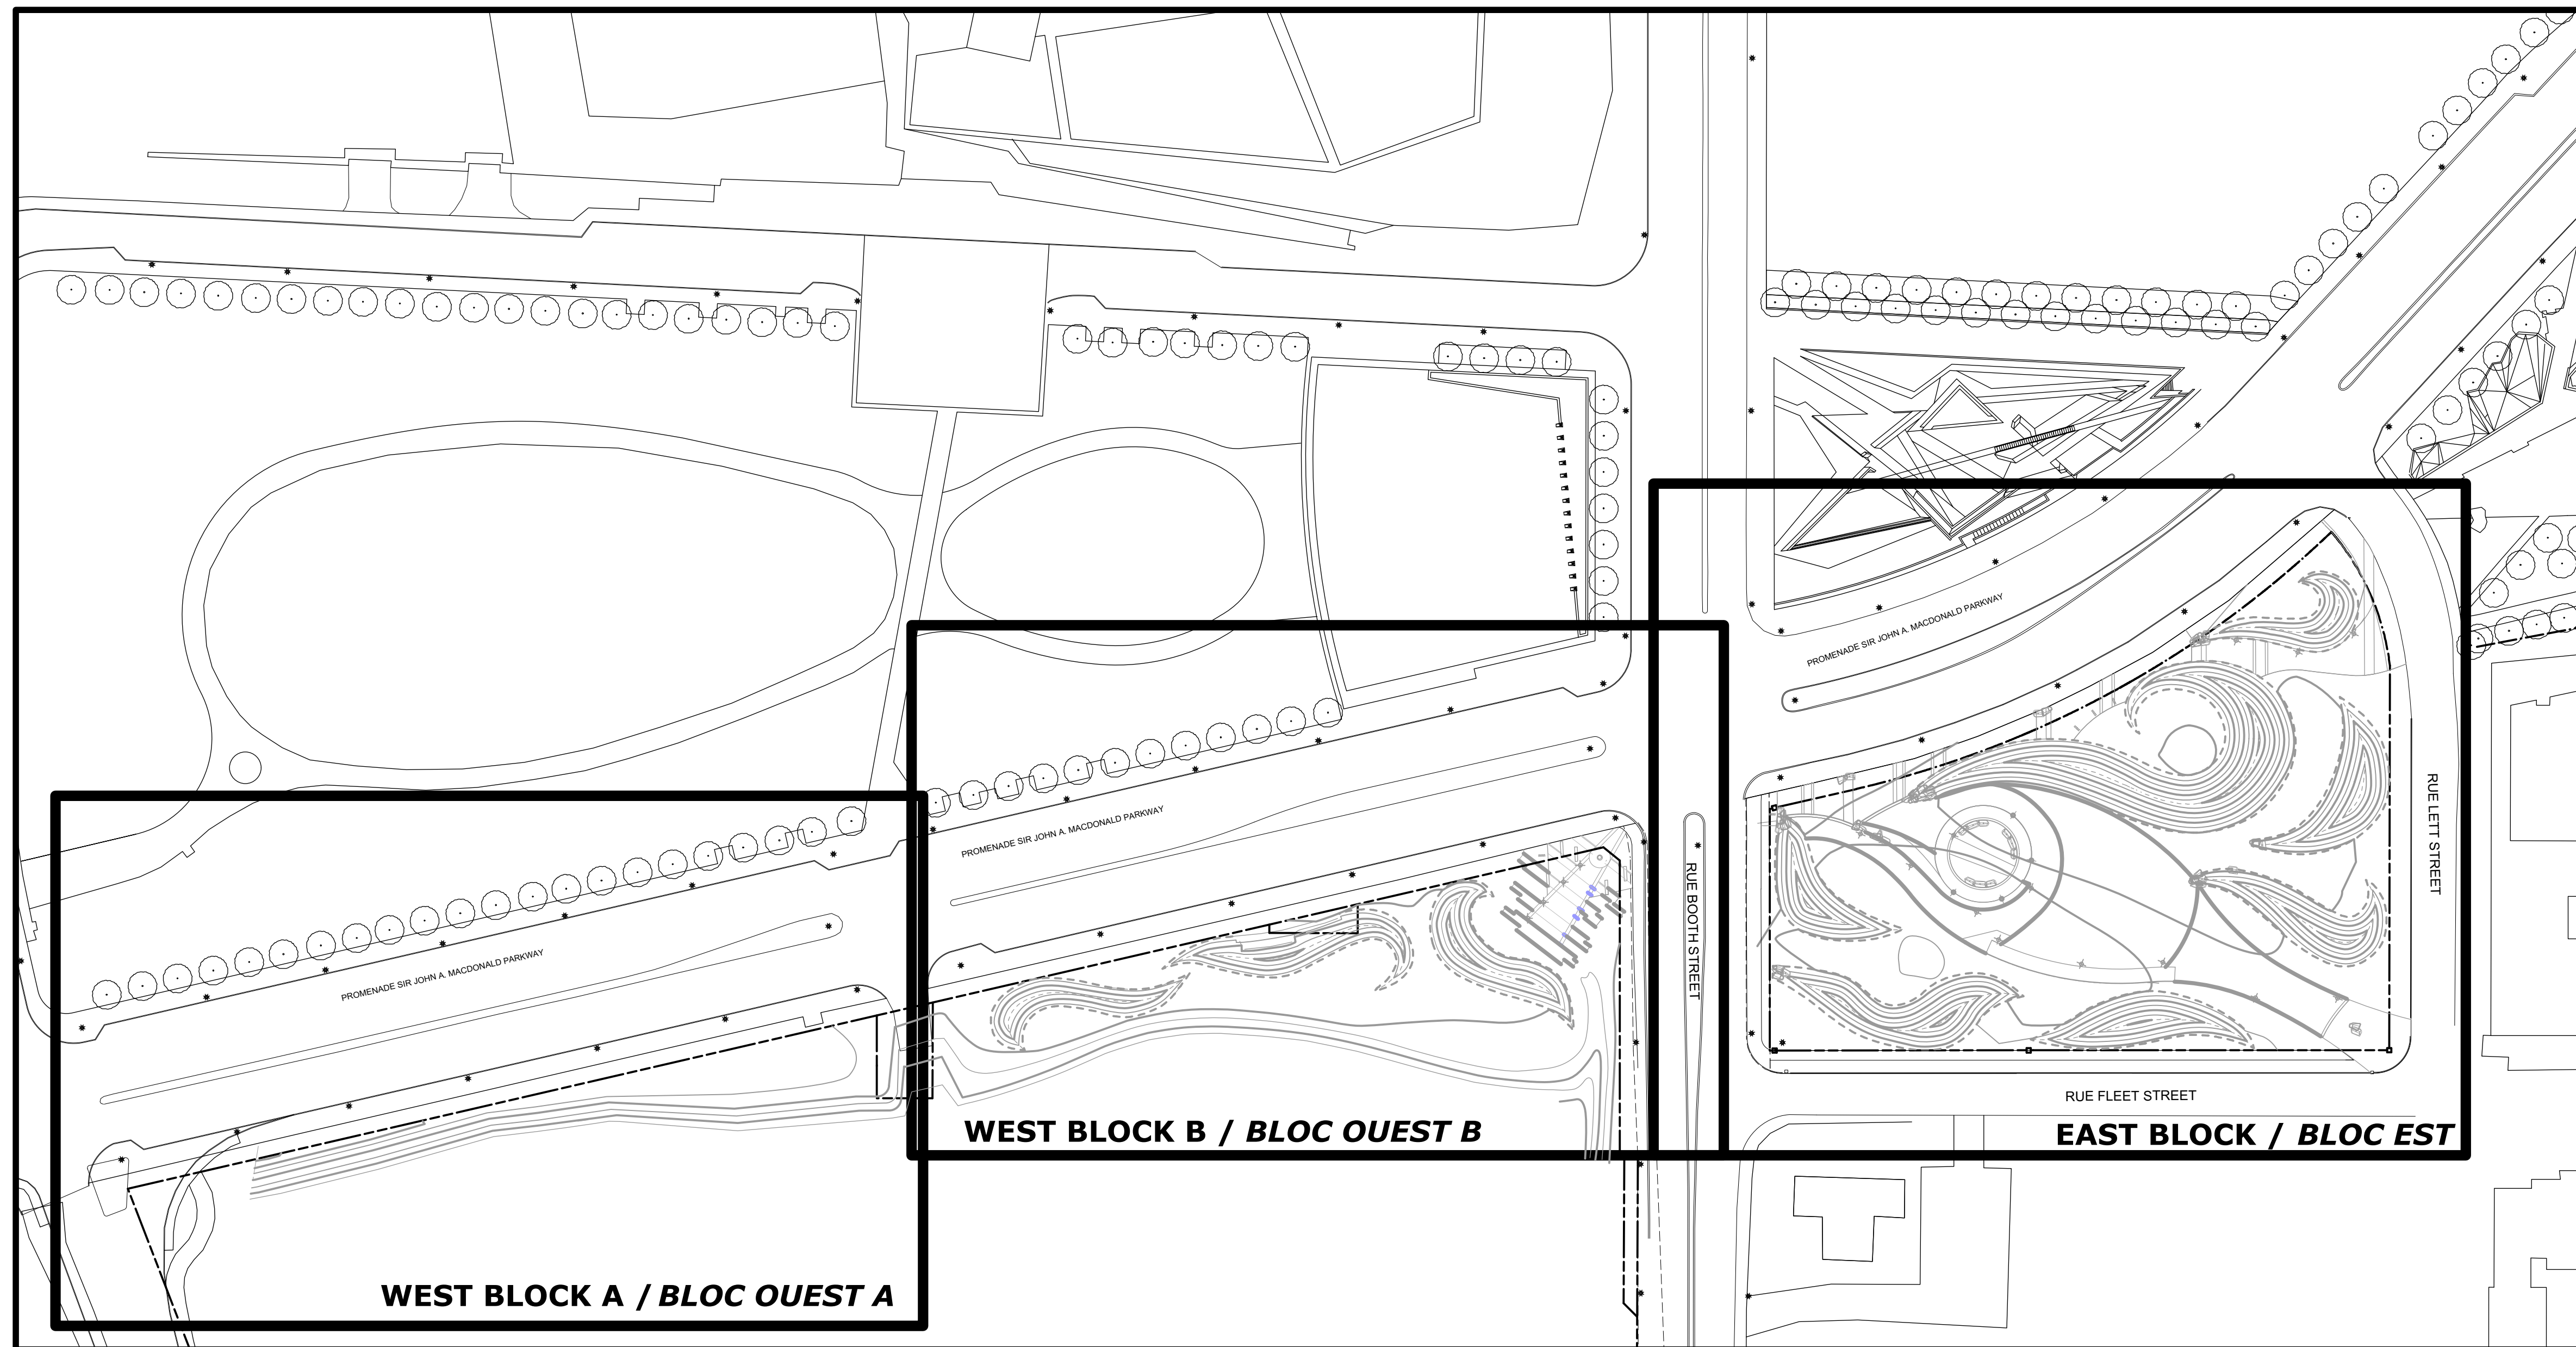 PROMENADE SIR JOHN A. MACDONALD PARKWAY
PROMENADE SIR JOHN A. MACDONALD PARKWAY
PROMENADE SIR JOHN A. MACDONALD PARKWAY
RUE LETT STREET
RUE BOOTH STREET
RUE FLEET STREET
WEST BLOCK B / BLOC OUEST B
EAST BLOCK / BLOC EST
WEST BLOCK A / BLOC OUEST A